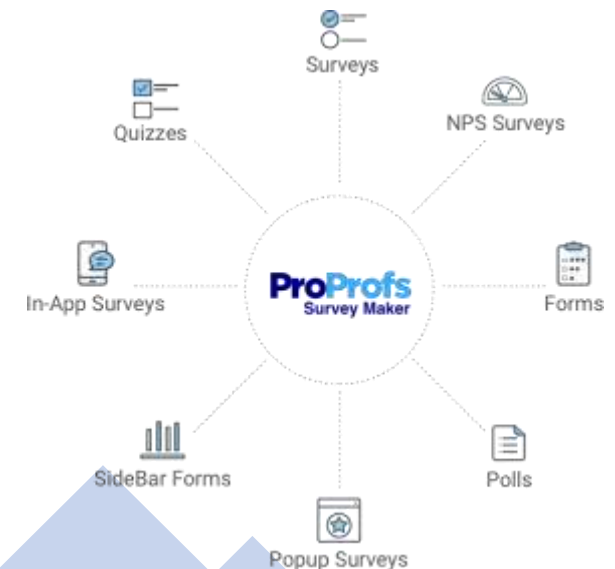 Surveys
NPS Surveys
Quizzes
ProProfs
Survey Maker
In-App Surveys
Forms
SideBar Forms
Polls
Popup Surveys